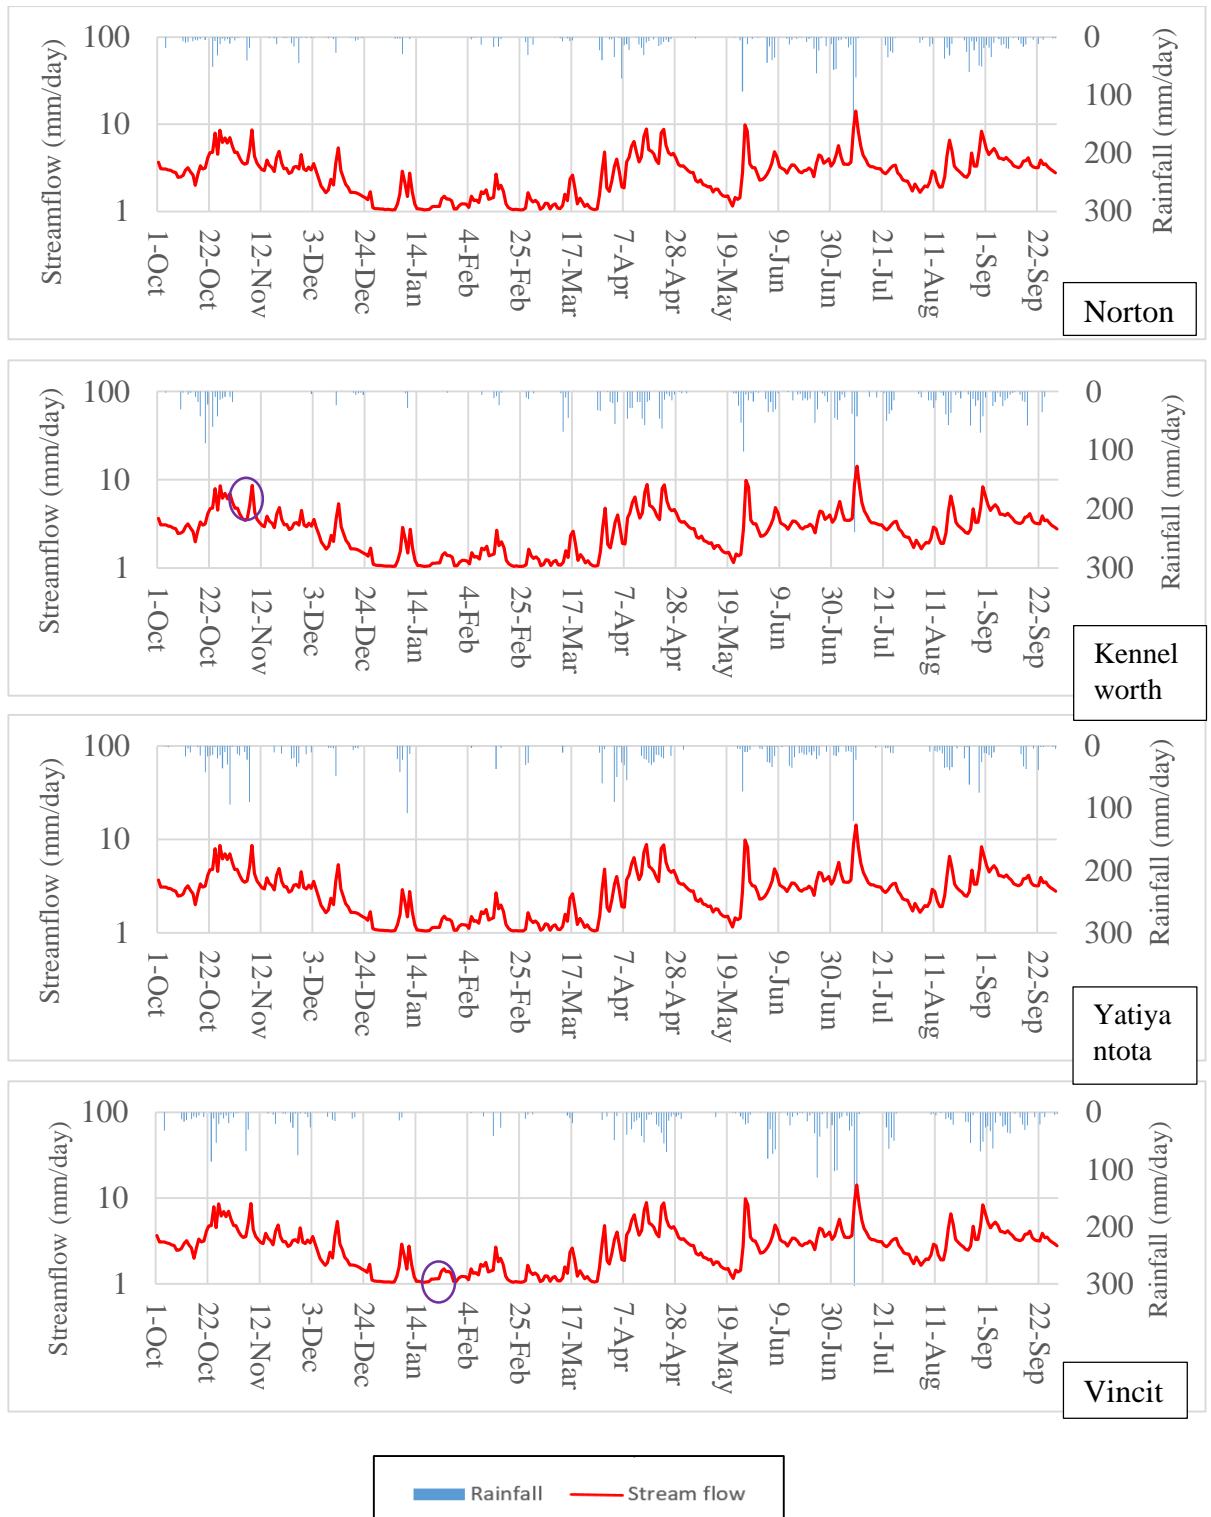 Streamflow (mm/day)
100
10
1
0
100
200
300
Rainfall (mm/day)
1-Oct
22-Oct
12-Nov
3-Dec
24-Dec
14-Jan
4-Feb
25-Feb
17-Mar
7-Apr
28-Apr
19-May
9-Jun
30-Jun
21-Jul
11-Aug
1-Sep
22-Sep
Norton
Streamflow (mm/day)
100
10
1
0
100
200
300
Rainfall (mm/day)
1-Oct
22-Oct
12-Nov
3-Dec
24-Dec
14-Jan
4-Feb
25-Feb
17-Mar
7-Apr
28-Apr
19-May
9-Jun
30-Jun
21-Jul
11-Aug
1-Sep
22-Sep
Kennel
worth
Streamflow (mm/day)
100
10
1
0
100
200
300
Rainfall (mm/day)
1-Oct
22-Oct
12-Nov
3-Dec
24-Dec
14-Jan
4-Feb
25-Feb
17-Mar
7-Apr
28-Apr
19-May
9-Jun
30-Jun
21-Jul
11-Aug
1-Sep
22-Sep
Yatiya
ntota
Streamflow (mm/day)
100
10
1
0
100
200
300
Rainfall (mm/day)
1-Oct
22-Oct
12-Nov
3-Dec
24-Dec
14-Jan
4-Feb
25-Feb
17-Mar
7-Apr
28-Apr
19-May
9-Jun
30-Jun
21-Jul
11-Aug
1-Sep
22-Sep
Vincit
Rainfall
Stream flow